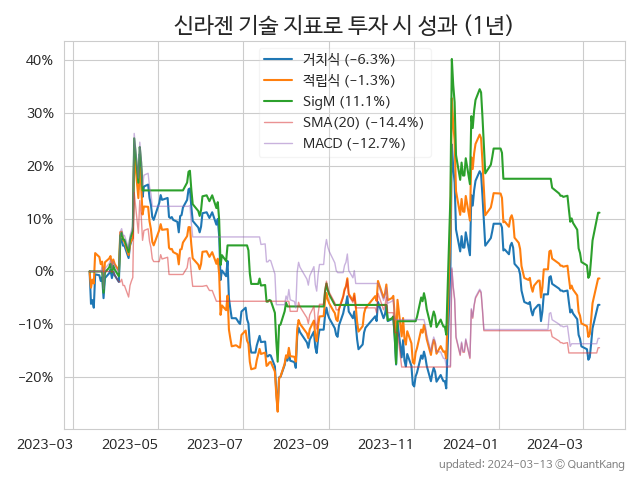 신라젠 기술 지표로 투자 시 성과 (1년)
거치식 (−6.3%)
적립식 (−1.3%)
SigM (11.1%)
SMA(20) (−14.4%)
MACD (−12.7%)
40%
30%
20%
10%
0%
−10%
−20%
2023-03 2023-05 2023-07 2023-09 2023-11 2024-01 2024-03
updated: 2024-03-13 ⓒ QuantKang